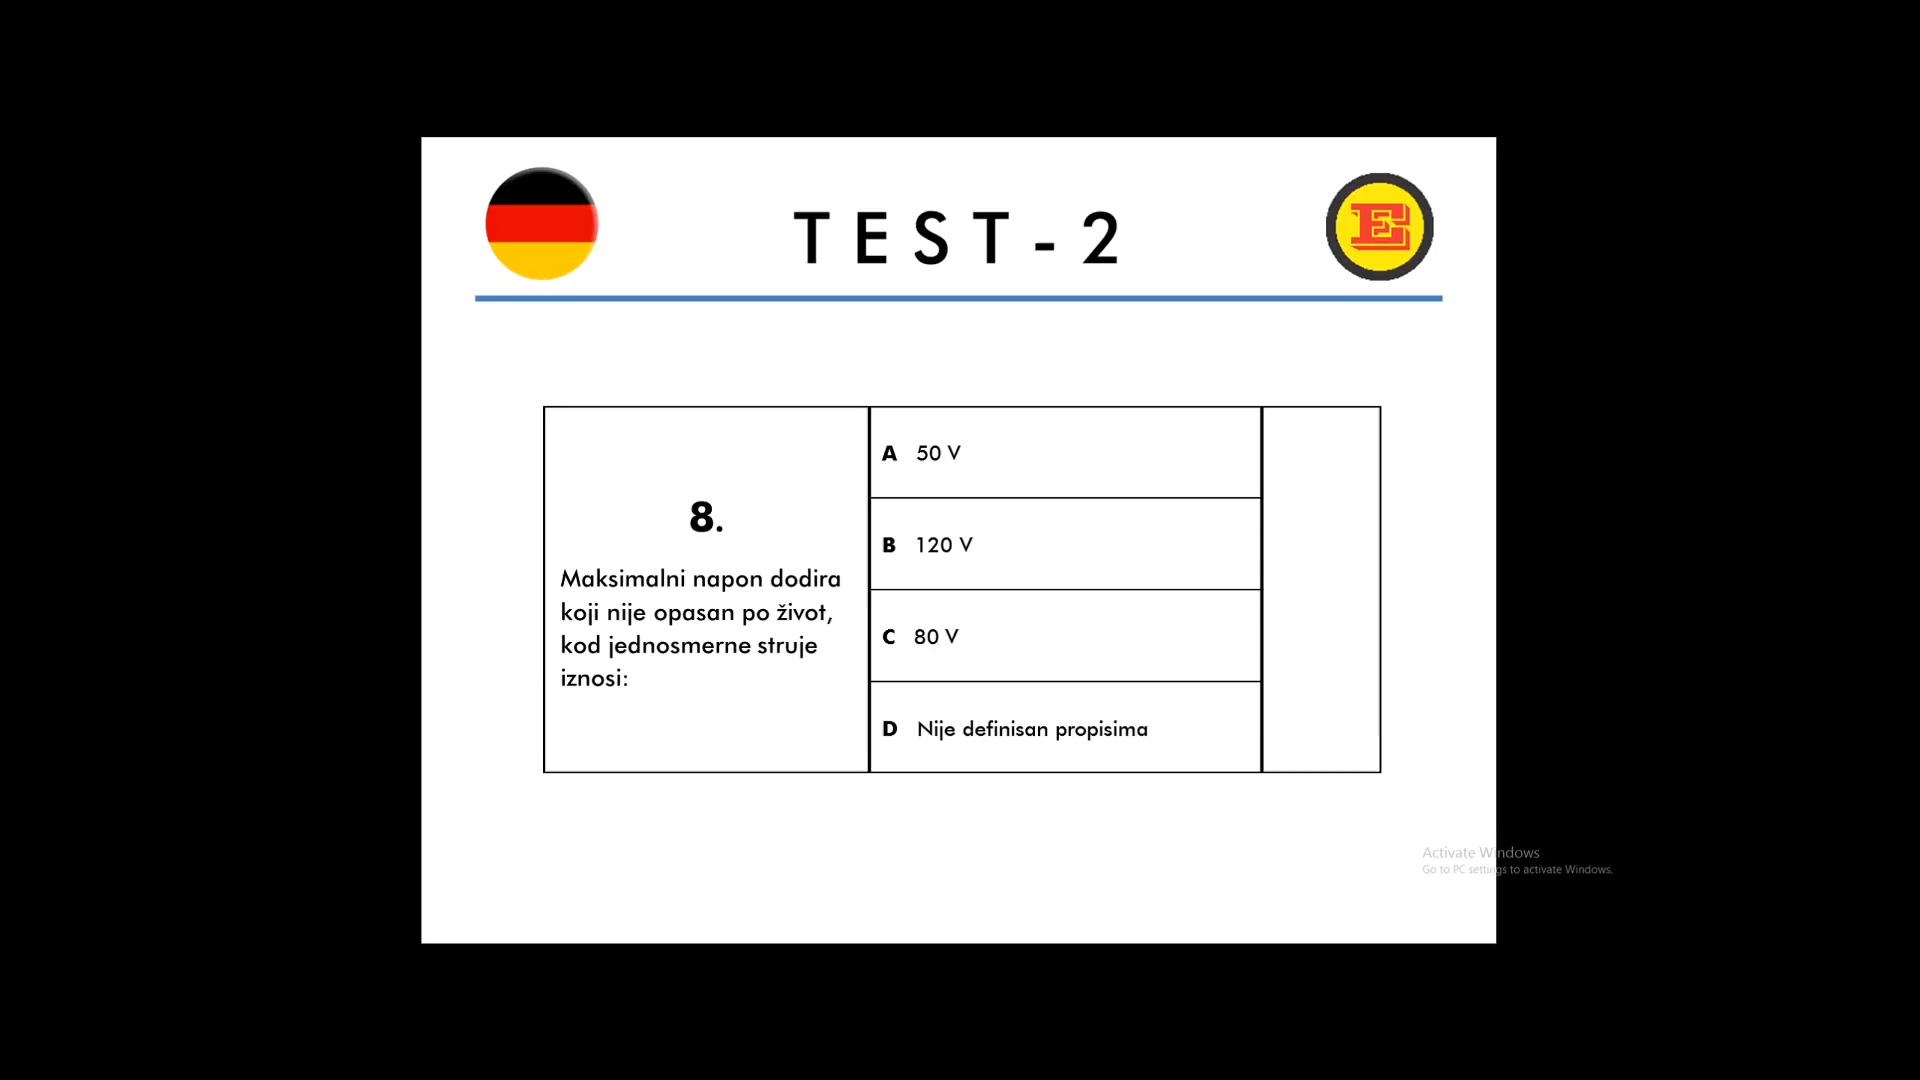 TEST-2
E
8.
Maksimalni napon dodira
koji nije opasan po život,
kod jednosmerne struje
iznosi:
A 50 V
B 120 V
C 80 V
D Nije definisan propisima
Activate Windows
Go to PC settings to activate Windows.